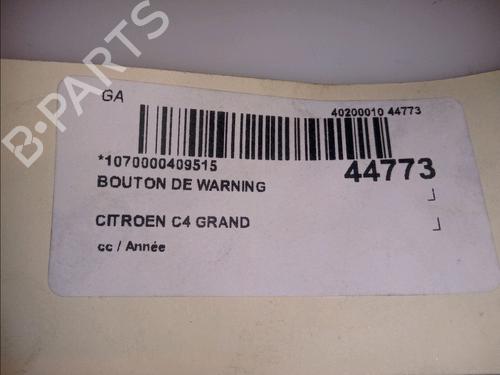 B-PARTS
GA
40200010 44773
*1070000409515
44773
BOUTON DE WARNING
CITROEN C4 GRAND
cc / Année